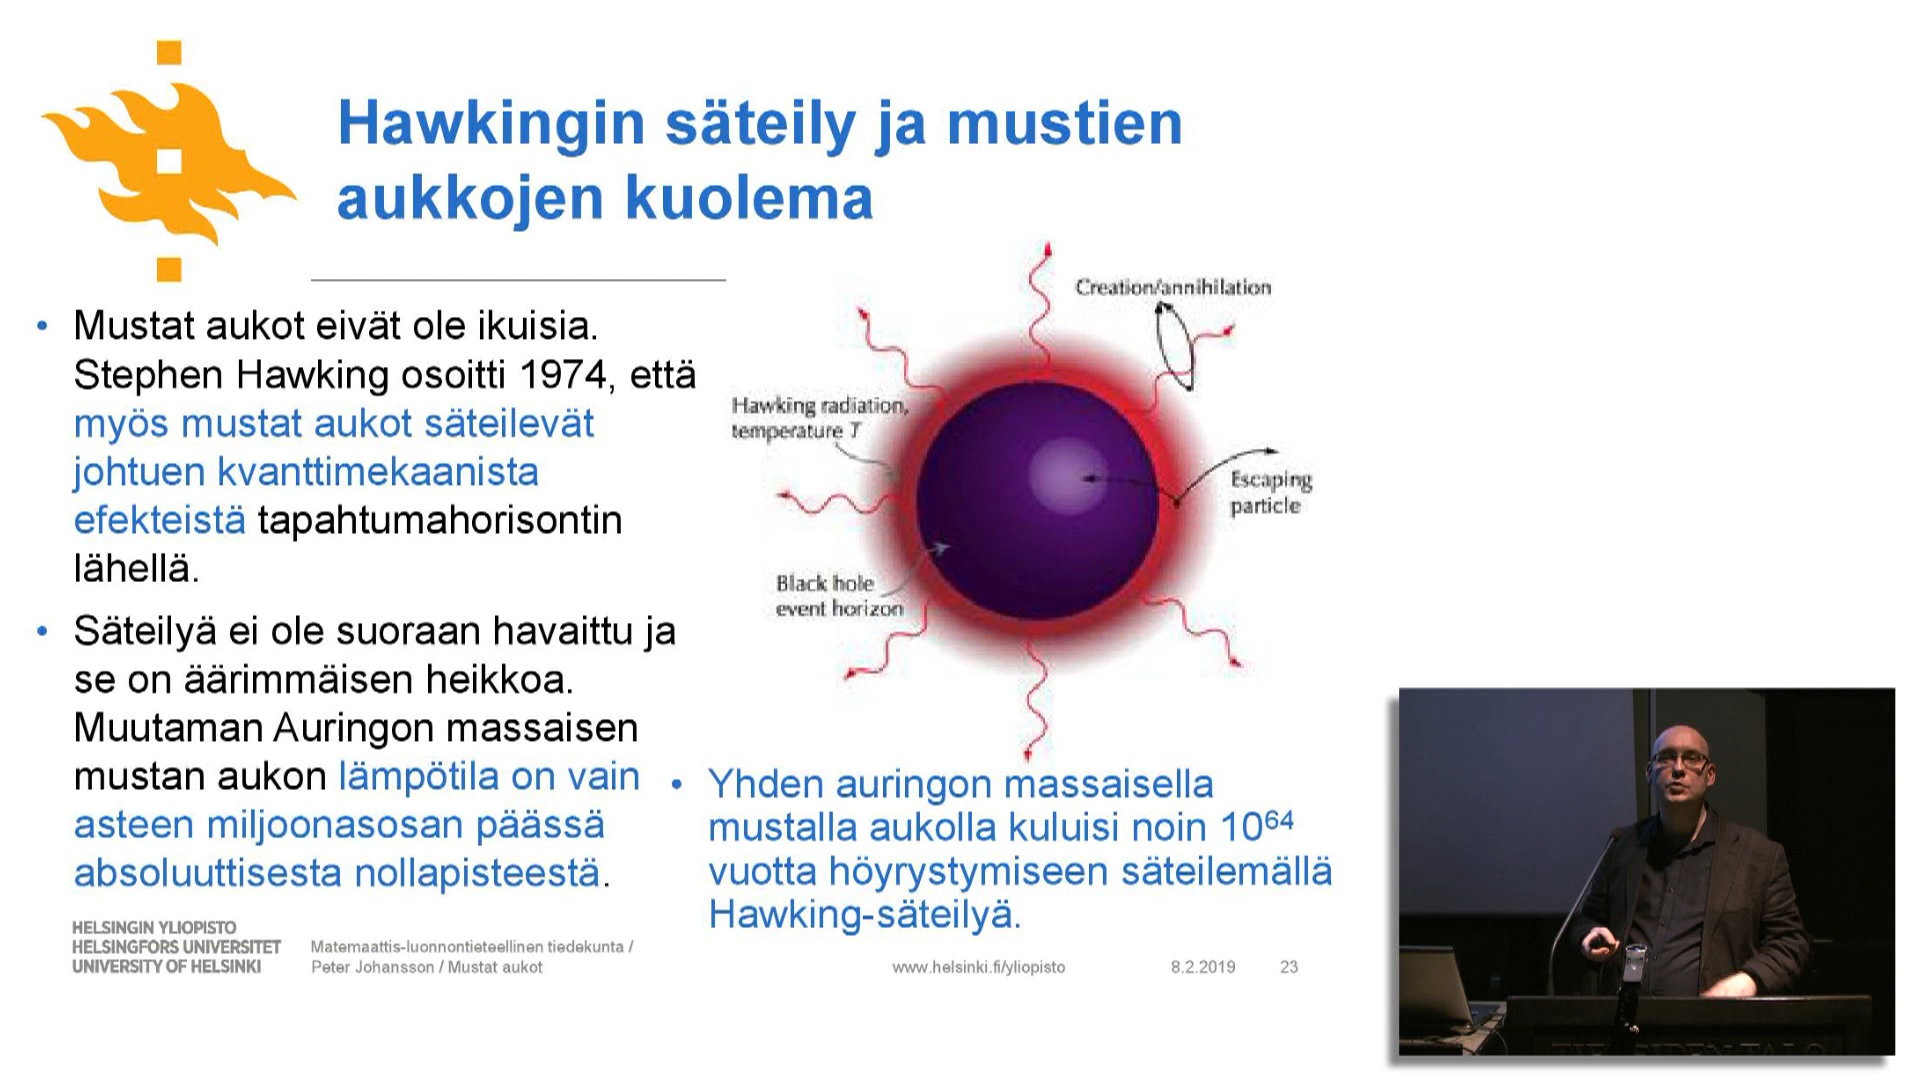 Hawkingin säteily ja mustien
aukkojen kuolema
• Mustat aukot eivät ole ikuisia.
Stephen Hawking osoitti 1974, että
myös mustat aukot säteilevät
johtuen kvanttimekaanista
efekteistä tapahtumahorisontin
lähellä.
• Säteilyä ei ole suoraan havaittu ja
se on äärimmäisen heikkoa.
Muutaman Auringon massaisen
mustan aukon lämpötila on vain
asteen miljoonasosan päässä
absoluuttisesta nollapisteestä.
Creation/annihilation
Hawking radiation,
temperature T
Escaping
particle
Black hole
event horizon
• Yhden auringon massaisella
mustalla aukolla kuluisi noin 10⁶⁴
vuotta höyrystymiseen säteilemällä
Hawking-säteilyä.
HELSINGIN YLIOPISTO
HELSINGFORS UNIVERSITET
UNIVERSITY OF HELSINKI
Matemaattis-luonnontieteellinen tiedekunta /
Peter Johansson / Mustat aukot
www.helsinki.fi/yliopisto
8.2.2019
23